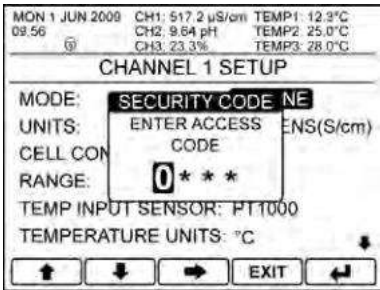 MON 1 JUN 2009 CH1: 517.2 µS/cm TEMP1: 12.3°C
09:56 CH2: 9.64 pH TEMP2: 25.0°C
CH3: 23.3% TEMP3: 28.0°C
CHANNEL 1 SETUP
MODE: SECURITY CODE NE
UNITS: ENTER ACCESS ENS(S/cm)
CELL CON CODE
RANGE: 0***
TEMP INPUT SENSOR: PT1000
TEMPERATURE UNITS: °C
EXIT